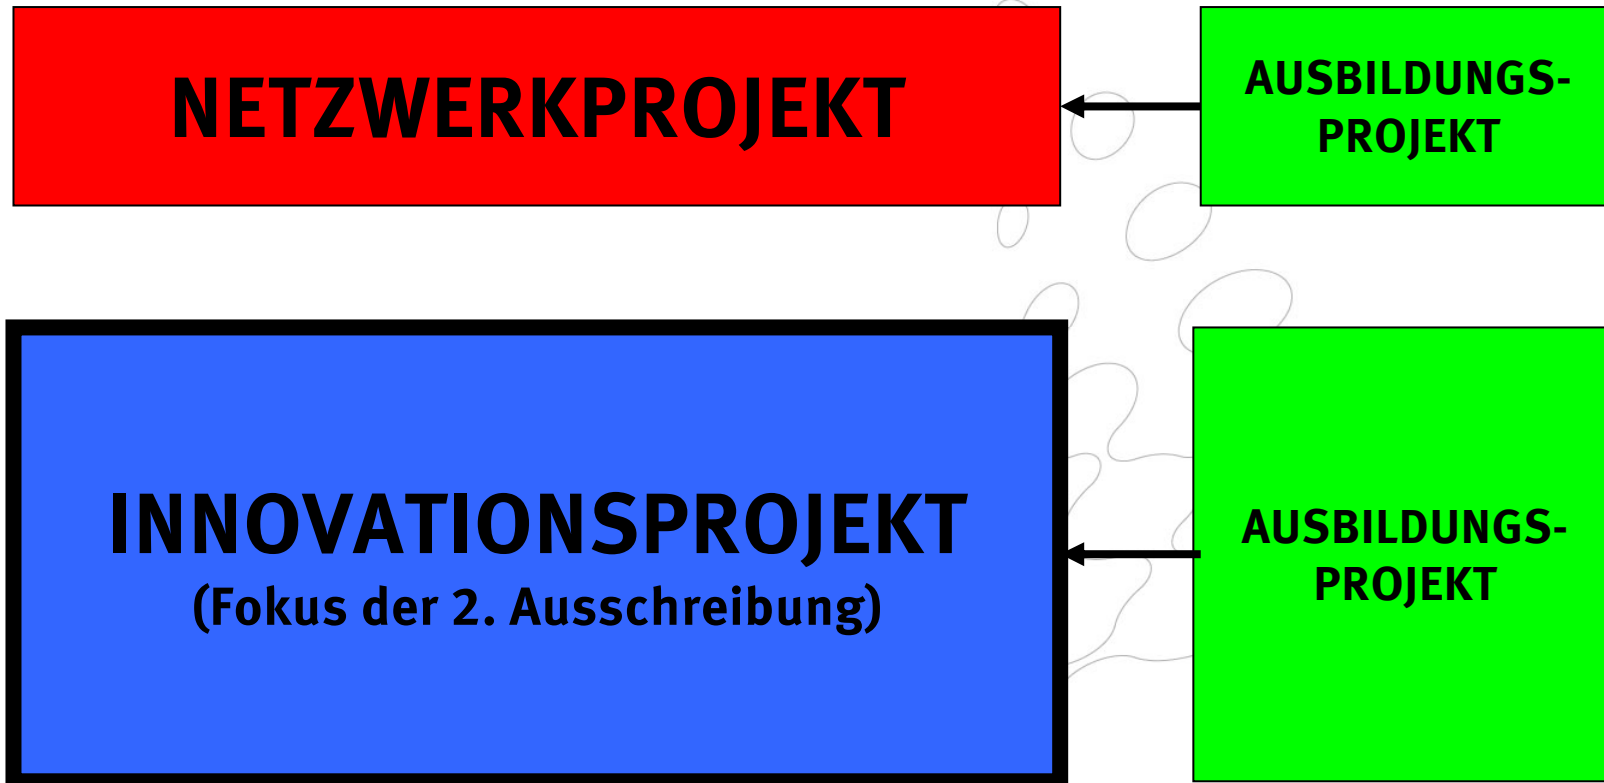 NETZWERKPROJEKT
AUSBILDUNGS-
PROJEKT
INNOVATIONSPROJEKT
(Fokus der 2. Ausschreibung)
AUSBILDUNGS-
PROJEKT